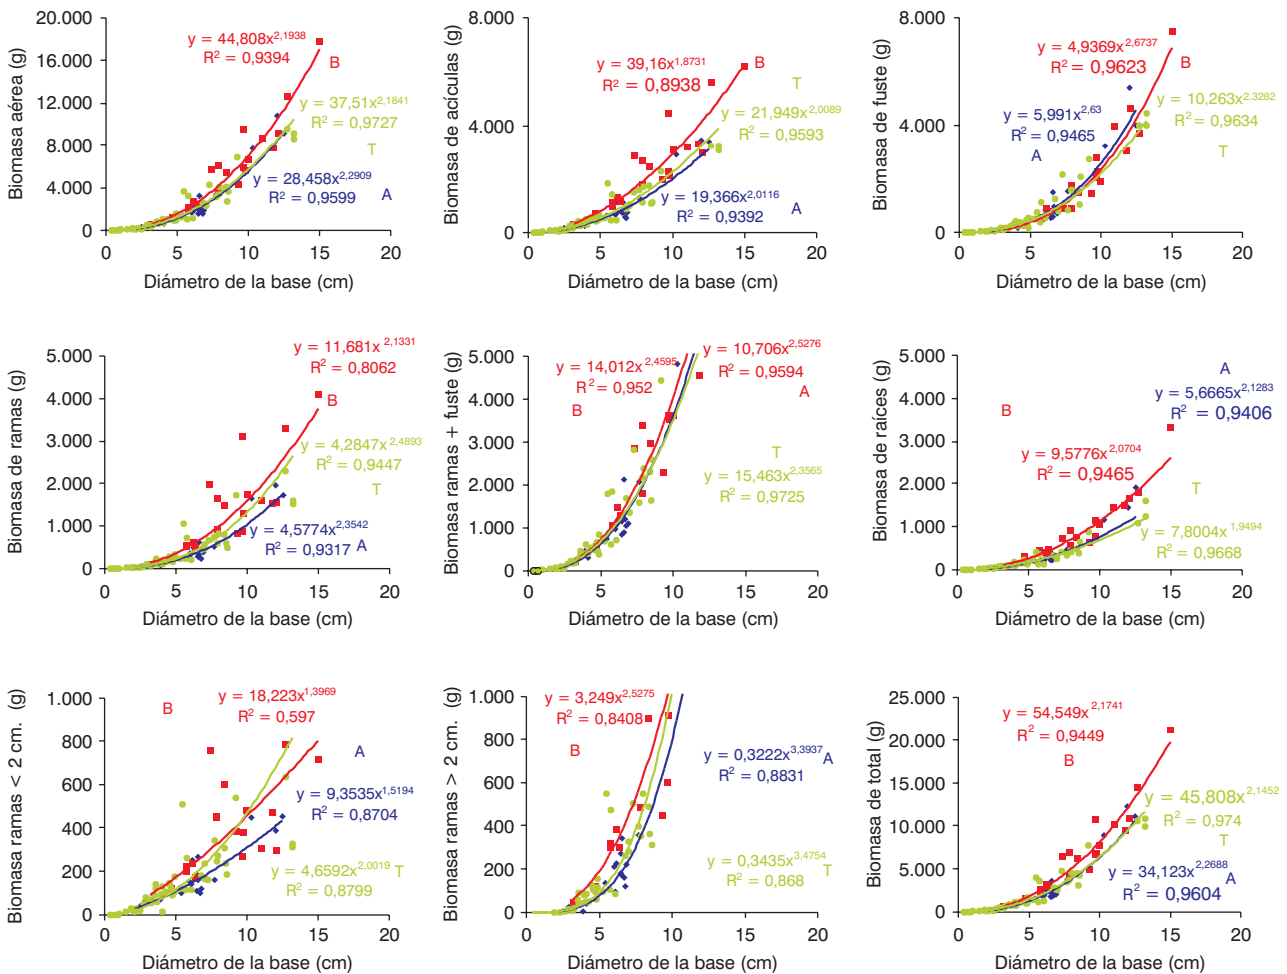 Biomasa aérea (g)
20.000
16.000
12.000
8.000
4.000
0
0 5 10 15 20
Diámetro de la base (cm)
y = 44,808x^2,1938
R² = 0,9394
B
y = 37,51x^2,1841
R² = 0,9727
T
y = 28,458x^2,2909
R² = 0,9599
A
Biomasa de acículas (g)
8.000
4.000
0
0 5 10 15 20
Diámetro de la base (cm)
y = 39,16x^1,8731
R² = 0,8938
B
T
y = 21,949x^2,0089
R² = 0,9593
y = 19,366x^2,0116
R² = 0,9392
A
Biomasa de fuste (g)
8.000
4.000
0
0 5 10 15 20
Diámetro de la base (cm)
y = 4,9369x^2,6737
R² = 0,9623
B
y = 5,991x^2,63
R² = 0,9465
A
y = 10,263x^2,3282
R² = 0,9634
T
Biomasa de ramas (g)
5.000
4.000
3.000
2.000
1.000
0
0 5 10 15 20
Diámetro de la base (cm)
y = 11,681x^2,1331
R² = 0,8062
B
y = 4,2847x^2,4893
R² = 0,9447
T
y = 4,5774x^2,3542
R² = 0,9317
A
Biomasa ramas + fuste (g)
5.000
4.000
3.000
2.000
1.000
0
0 5 10 15 20
Diámetro de la base (cm)
y = 14,012x^2,4595
R² = 0,952
B
y = 10,706x^2,5276
R² = 0,9594
A
T
y = 15,463x^2,3565
R² = 0,9725
Biomasa de raíces (g)
5.000
4.000
3.000
2.000
1.000
0
0 5 10 15 20
Diámetro de la base (cm)
A
y = 5,6665x^2,1283
R² = 0,9406
B
y = 9,5776x^2,0704
R² = 0,9465
T
y = 7,8004x^1,9494
R² = 0,9668
Biomasa ramas < 2 cm. (g)
1.000
800
600
400
200
0
0 5 10 15 20
Diámetro de la base (cm)
B
y = 18,223x^1,3969
R² = 0,597
A
y = 9,3535x^1,5194
R² = 0,8704
y = 4,6592x^2,0019
T
R² = 0,8799
Biomasa ramas > 2 cm. (g)
1.000
800
600
400
200
0
0 5 10 15 20
Diámetro de la base (cm)
y = 3,249x^2,5275
R² = 0,8408
B
y = 0,3222x^3,3937
A
R² = 0,8831
y = 0,3435x^3,4754
T
R² = 0,868
Biomasa de total (g)
25.000
20.000
15.000
10.000
5.000
0
0 5 10 15 20
Diámetro de la base (cm)
y = 54,549x^2,1741
R² = 0,9449
B
y = 45,808x^2,1452
R² = 0,974
T
y = 34,123x^2,2688
A
R² = 0,9604